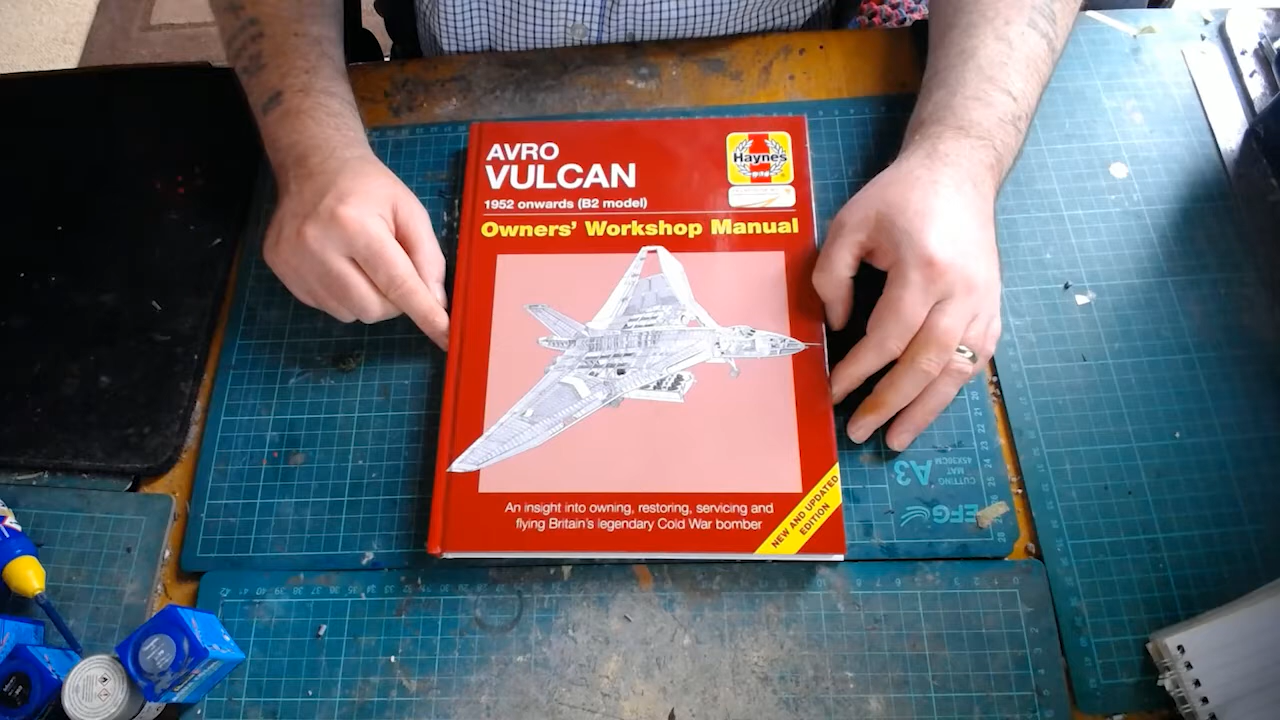 AVRO
VULCAN
1952 onwards (B2 model)
Owners' Workshop Manual
Haynes
An insight into owning, restoring, servicing and
flying Britain's legendary Cold War bomber
NEW AND UPDATED
EDITION
A3
CUTTING
MAT
45X30CM
EFG